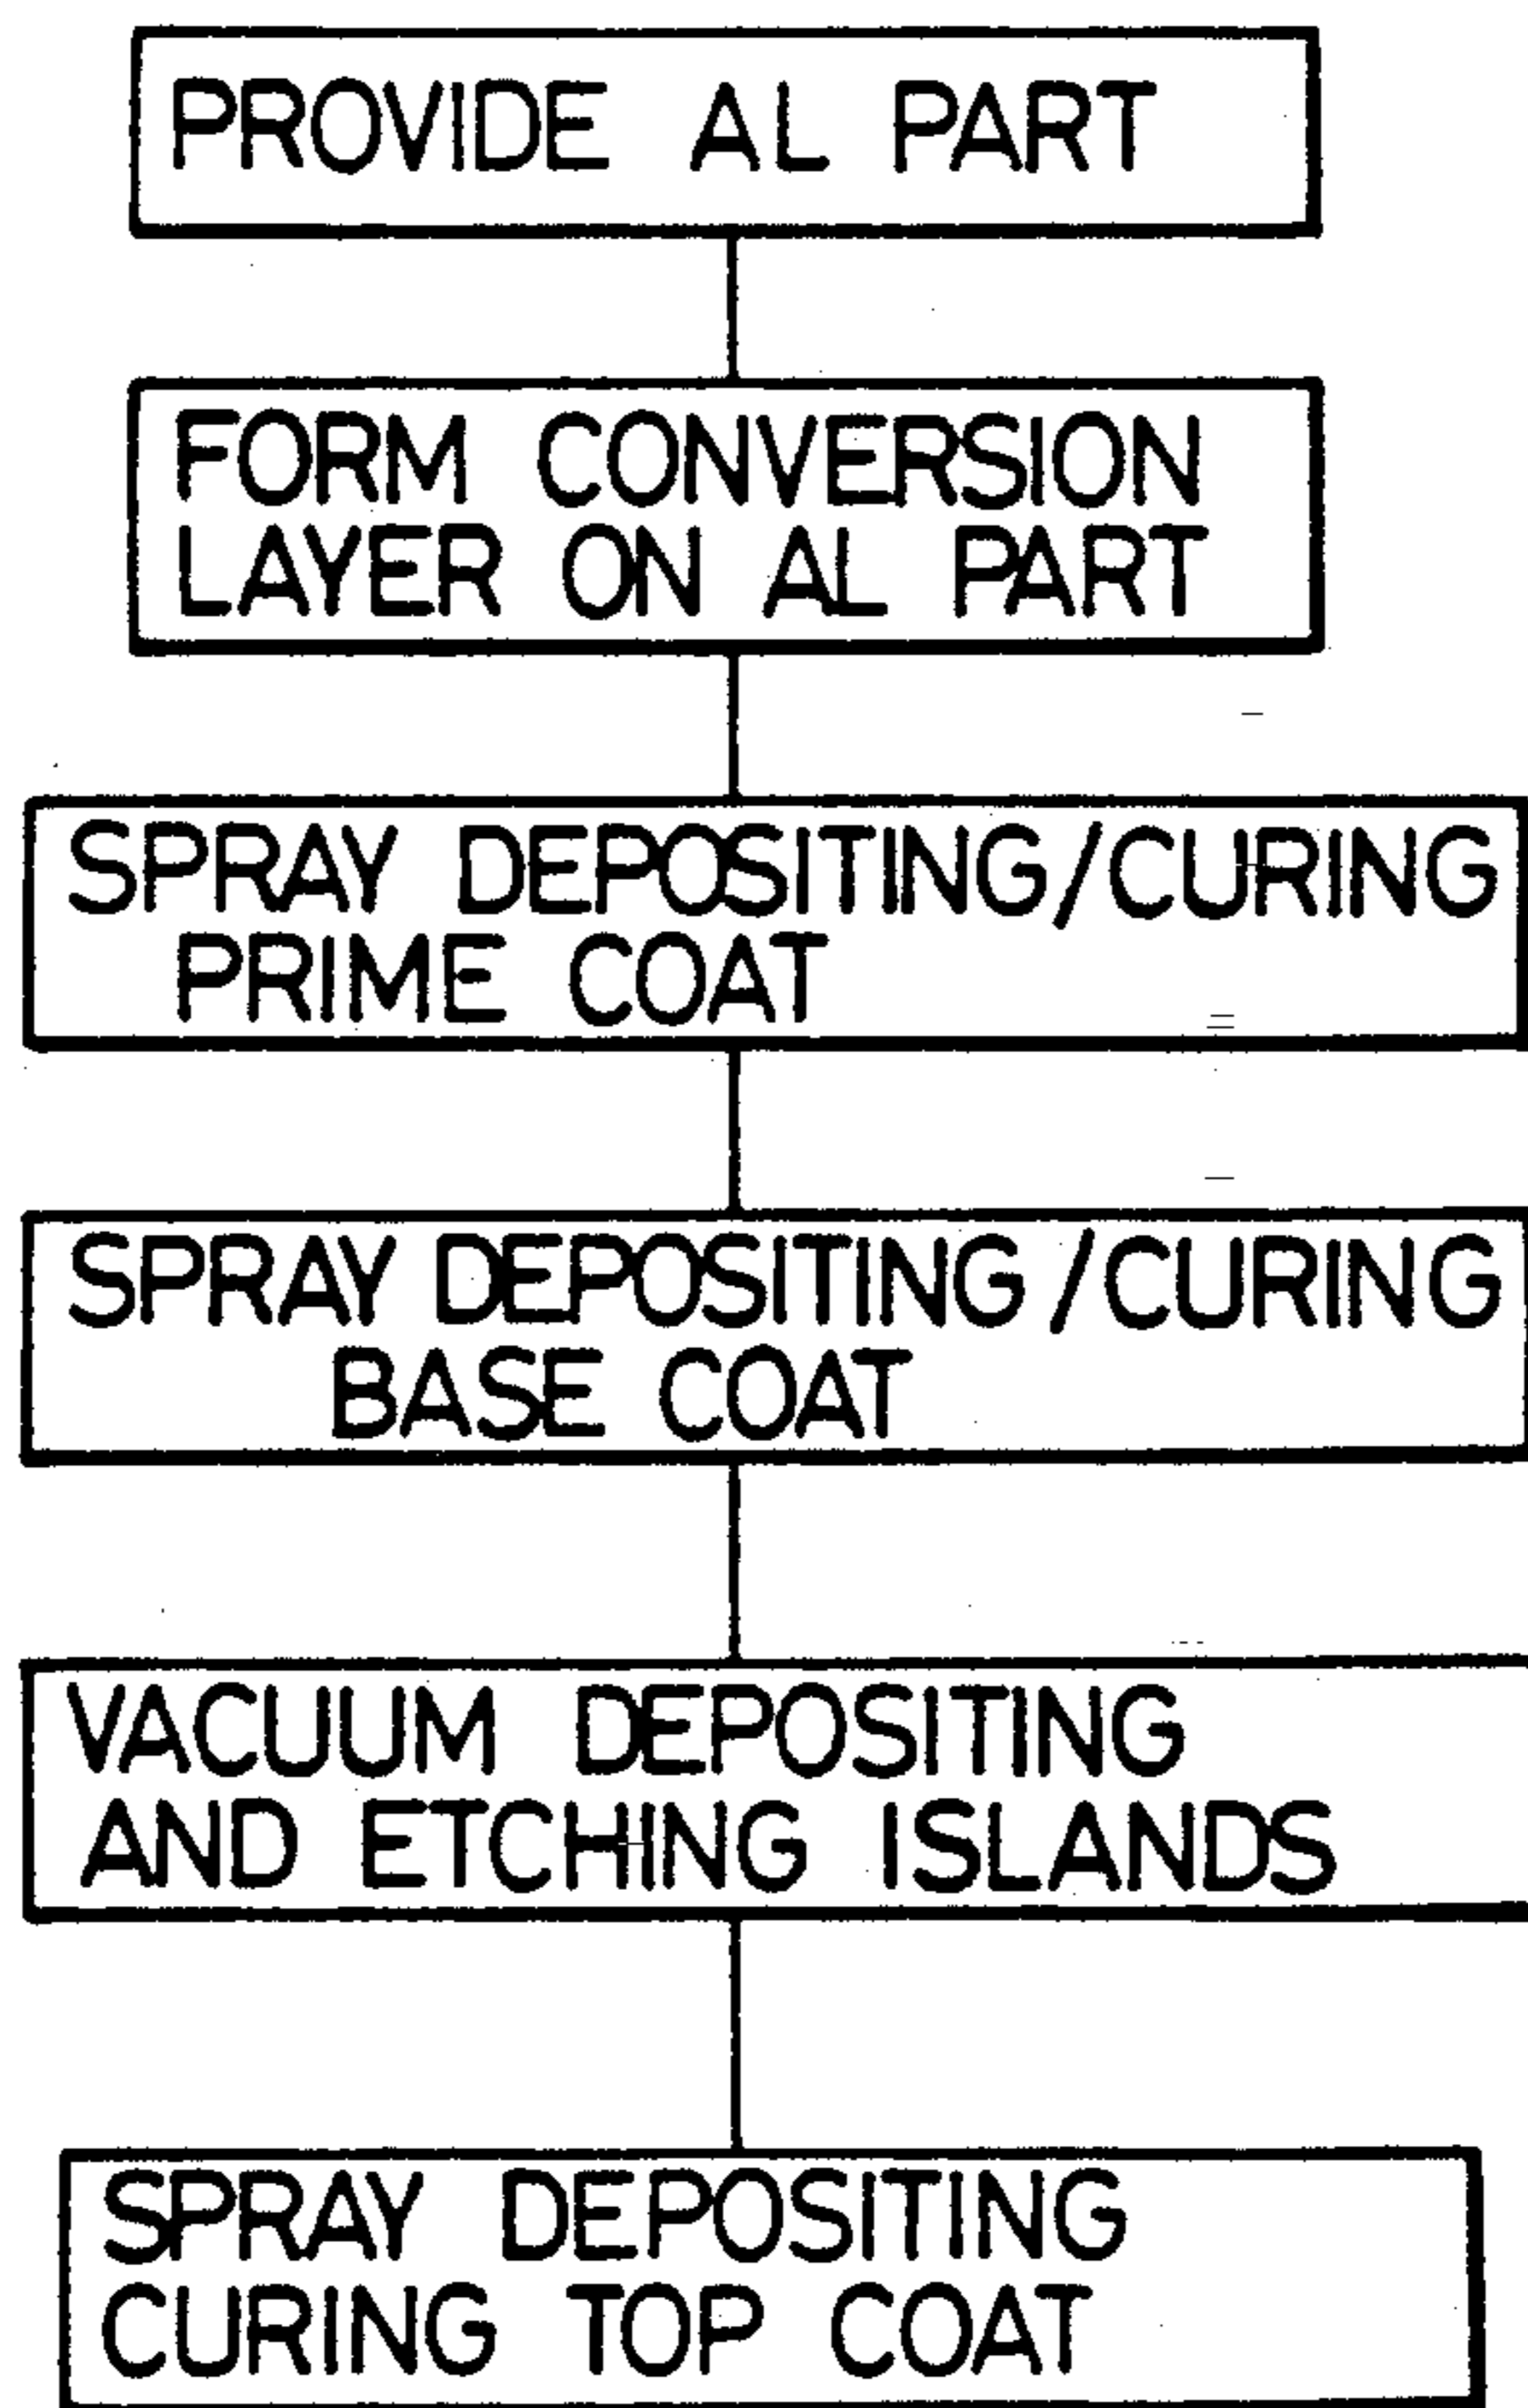 PROVIDE AL PART
FORM CONVERSION
LAYER ON AL PART
SPRAY DEPOSITING/CURING
PRIME COAT
SPRAY DEPOSITING/CURING
BASE COAT
VACUUM DEPOSITING
AND ETCHING ISLANDS
SPRAY DEPOSITING
CURING TOP COAT